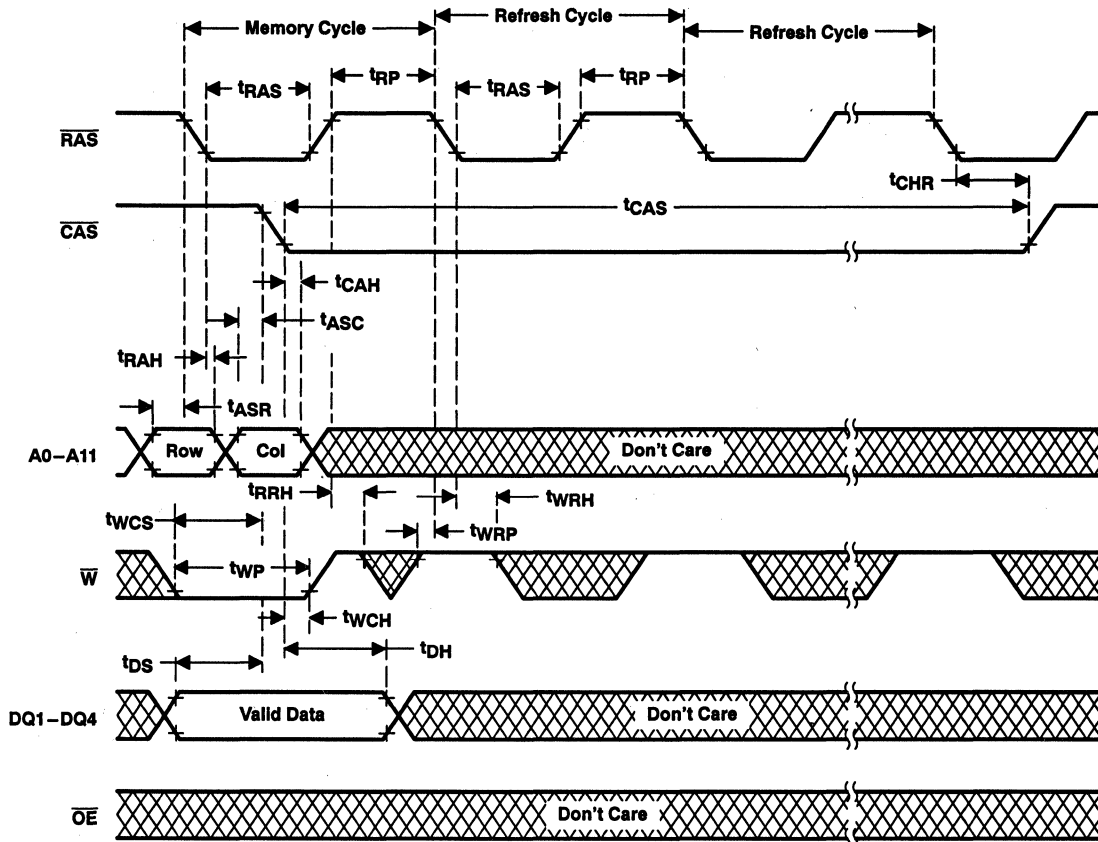 Memory Cycle
Refresh Cycle
Refresh Cycle
tRAS
tRP
tRAS
tRP
RAS
tCHR
tCAS
CAS
tCAH
tASC
tRAH
tASR
A0–A11
Row
Col
Don't Care
tRRH
tWRH
tWCS
tWRP
W
tWP
tWCH
tDS
tDH
DQ1–DQ4
Valid Data
Don't Care
OE
Don't Care